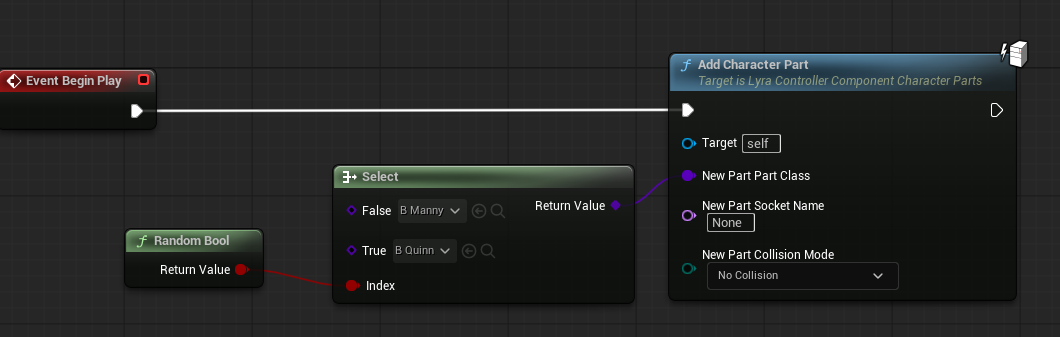 Event Begin Play
Add Character Part
Target is Lyra Controller Component Character Parts
Target self
New Part Part Class
New Part Socket Name
None
New Part Collision Mode
No Collision
Select
False B Manny Return Value
True B Quinn
Index
Random Bool
Return Value